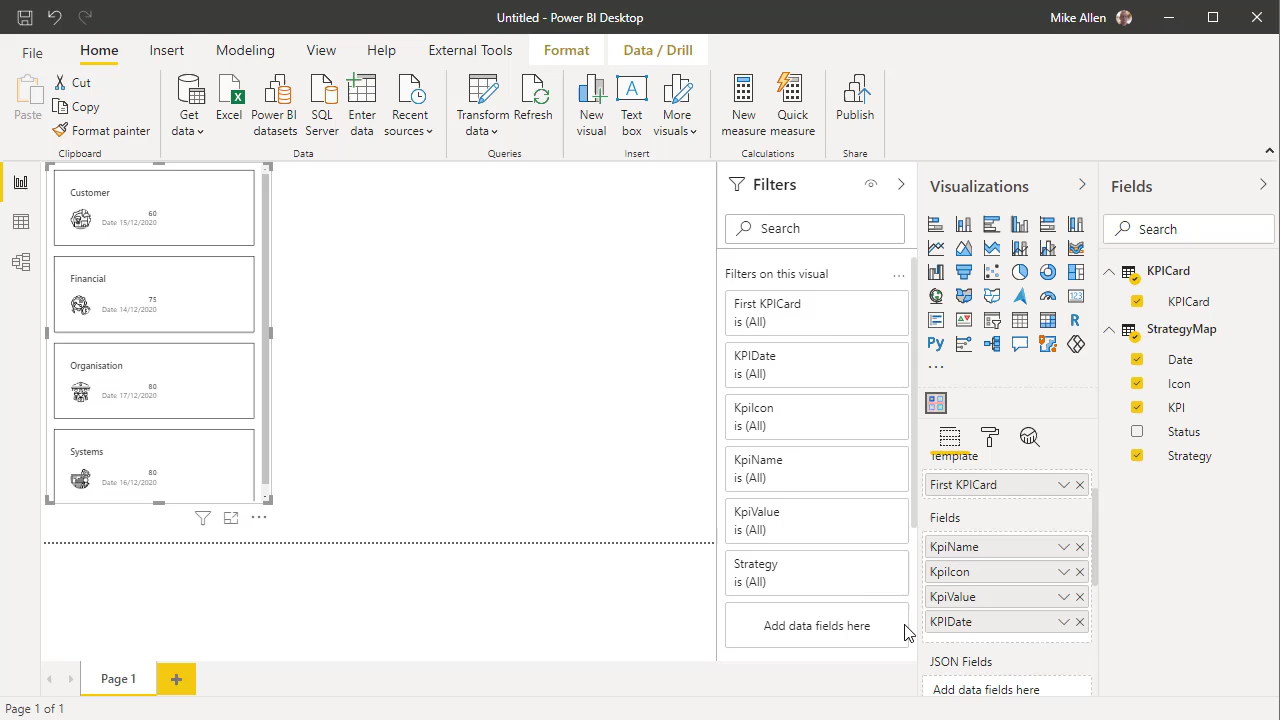 Untitled - Power BI Desktop
Mike Allen
File
Home
Insert
Modeling
View
Help
External Tools
Format
Data / Drill
Paste
Cut
Copy
Format painter
Clipboard
Get data
Excel
Power BI datasets
SQL Server
Enter data
Recent sources
Data
Transform data
Refresh
Queries
New visual
Text box
More visuals
Insert
New measure
Quick measure
Calculations
Publish
Share
Customer
60
Date 15/12/2020
Financial
75
Date 14/12/2020
Organisation
80
Date 17/12/2020
Systems
80
Date 16/12/2020
Filters
Search
Filters on this visual
First KPICard
is (All)
KPIDate
is (All)
KpiIcon
is (All)
KpiName
is (All)
KpiValue
is (All)
Strategy
is (All)
Add data fields here
Visualizations
123
R
Py
Template
First KPICard
Fields
KpiName
KpiIcon
KpiValue
KPIDate
JSON Fields
Add data fields here
Fields
Search
KPICard
KPICard
StrategyMap
Date
Icon
KPI
Status
Strategy
Page 1
Page 1 of 1